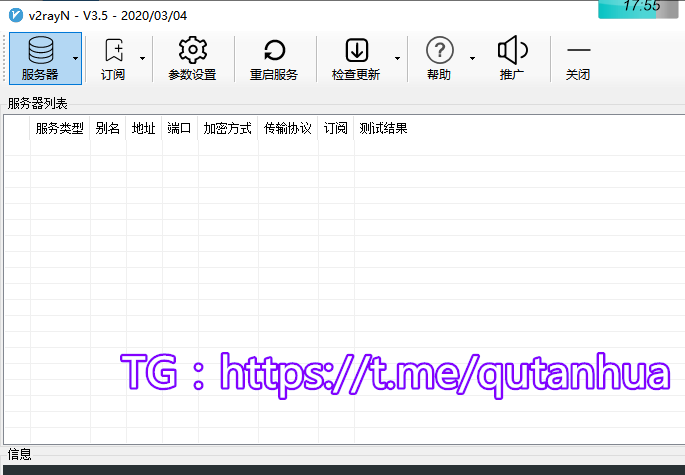 v2rayN - V3.5 - 2020/03/04
17:55
服务器 订阅 参数设置 重启服务 检查更新 帮助 推广 关闭
服务器列表
服务类型 别名 地址 端口 加密方式 传输协议 订阅 测试结果
TG：https://t.me/qutanhua
信息